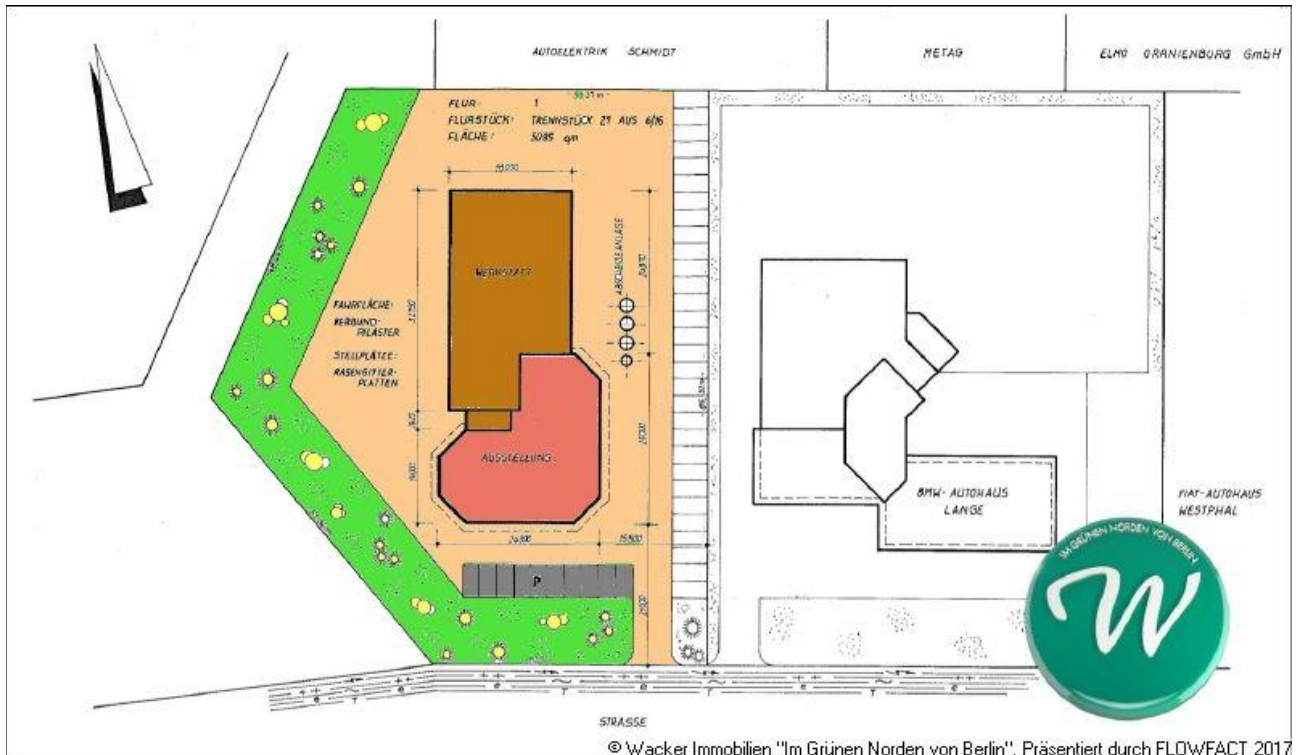 AUTOELEKTRIK SCHMIDT
METAG
ELMO ORANIENBURG GmbH
FLUR: 1
FLURSTÜCK: TRENNSTÜCK 21 AUS 6/16
FLÄCHE: 5085 qm
ABSCHEIDEANLAGE
WERKSTATT
FAHRFLÄCHE:
VERBUND-
PFLASTER
STELLPLÄTZE:
RASENGITTER-
PLATTEN
AUSSTELLUNG
BMW-AUTOHAUS
LANGE
FIAT-AUTOHAUS
WESTPHAL
P
IM GRÜNEN NORDEN VON BERLIN
W
STRASSE
© Wacker Immobilien "Im Grünen Norden von Berlin". Präsentiert durch FLOWFACT 2017